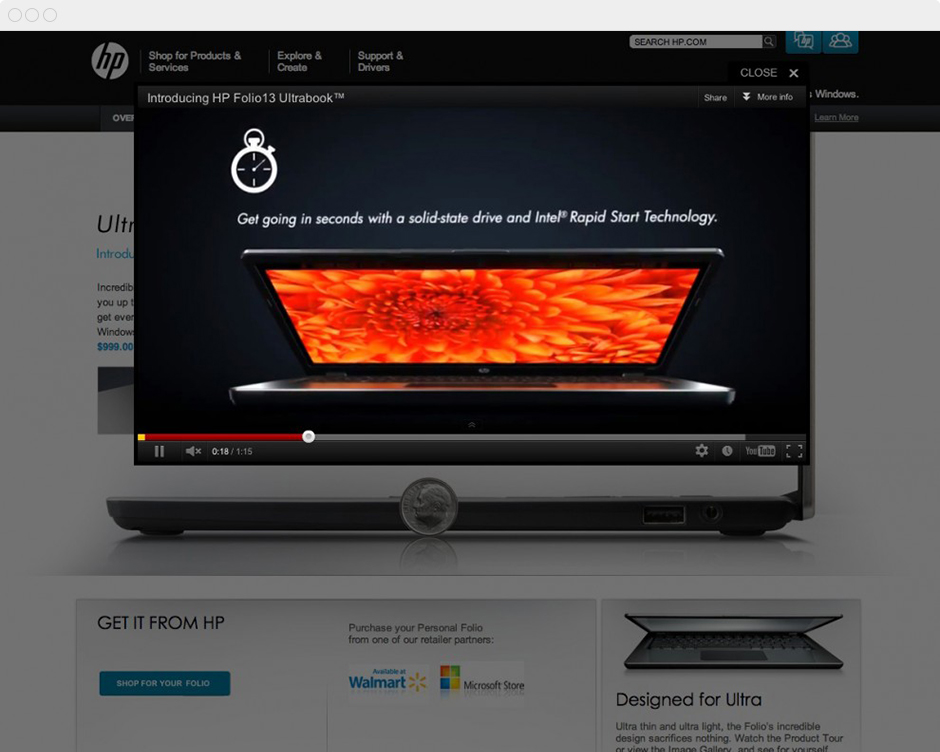 hp
Shop for Products &
Services
Explore &
Create
Support &
Drivers
SEARCH HP.COM
CLOSE
Windows.
Learn More
Introducing HP Folio13 Ultrabook™
Share
More info
Get going in seconds with a solid-state drive and Intel® Rapid Start Technology.
Incredib
you up t
get ever
Window
$999.00
0:18 / 1:15
YouTube
GET IT FROM HP
SHOP FOR YOUR FOLIO
Purchase your Personal Folio
from one of our retailer partners:
Available at
Walmart
Microsoft Store
Designed for Ultra
Ultra thin and ultra light, the Folio's incredible
design sacrifices nothing. Watch the Product Tour
or view the Image Gallery, and see for yourself